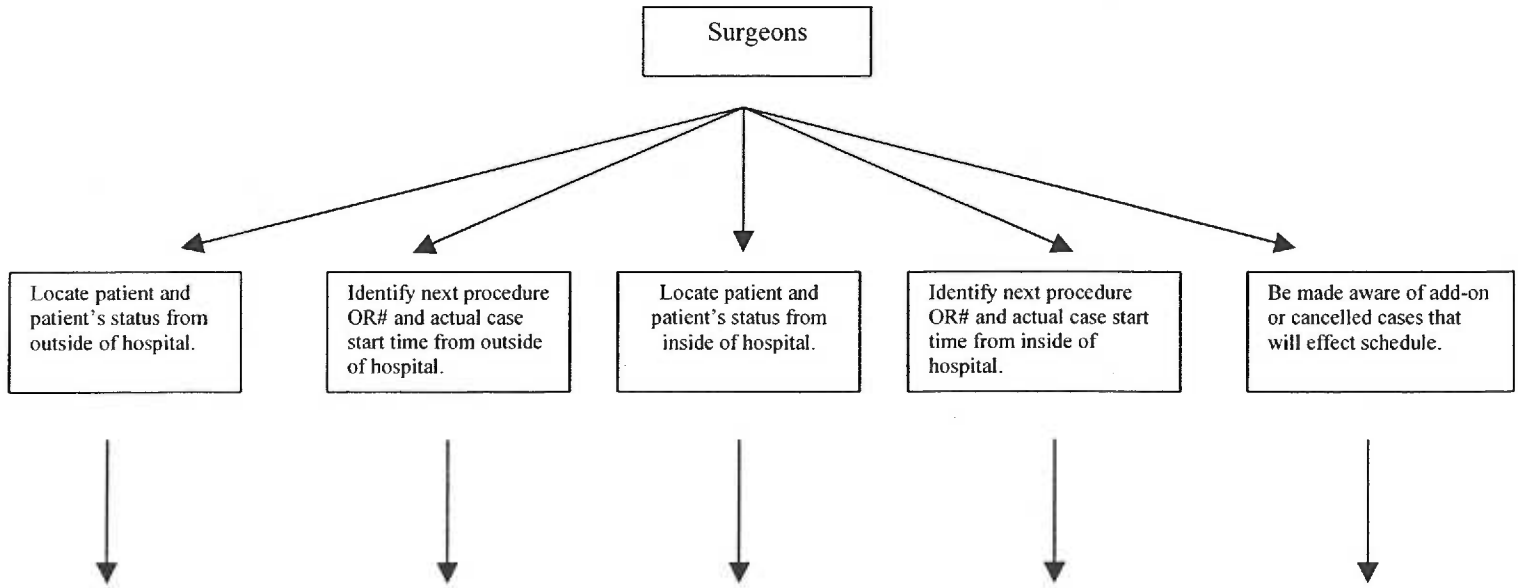 Surgeons
Locate patient and
patient's status from
outside of hospital.
Identify next procedure
OR# and actual case
start time from outside
of hospital.
Locate patient and
patient's status from
inside of hospital.
Identify next procedure
OR# and actual case start
time from inside of
hospital.
Be made aware of add-on
or cancelled cases that
will effect schedule.